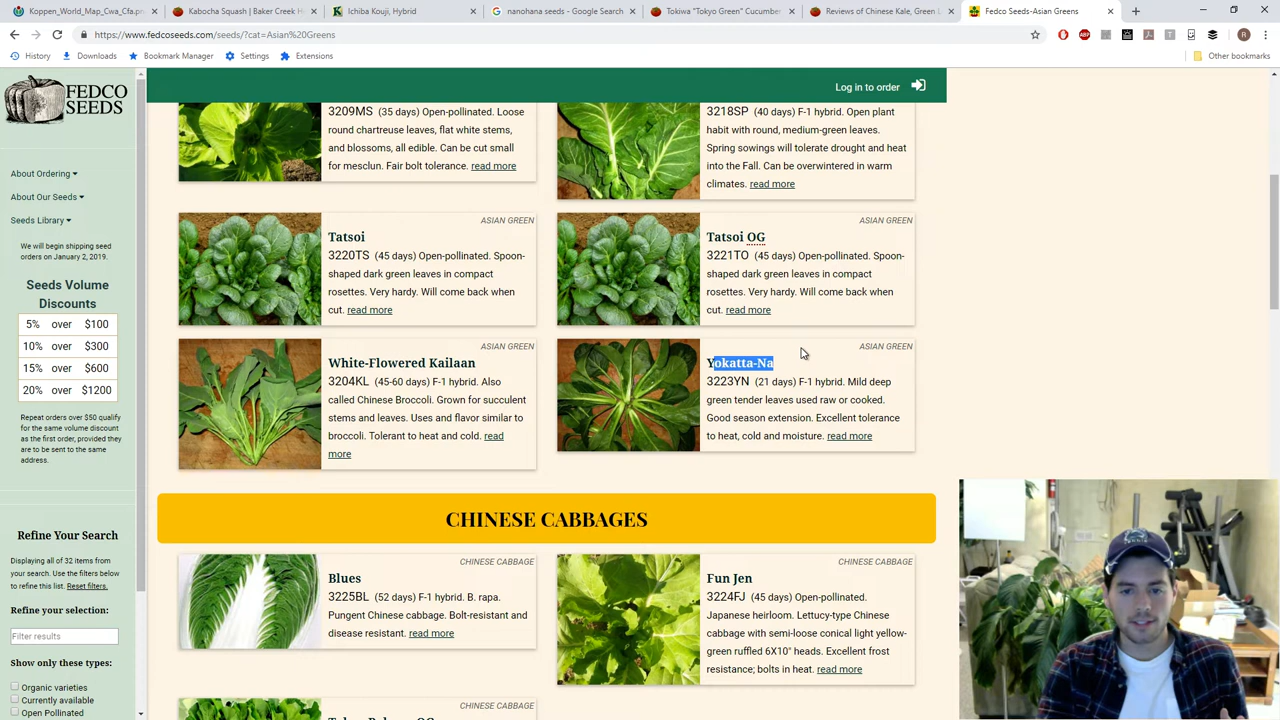 Koppen_World_Map_Cwa_Cfa.pn
Kabocha Squash | Baker Creek H
Ichiba Kouji, Hybrid
nanohana seeds - Google Search
Tokiwa "Tokyo Green" Cucumber
Reviews of Chinese Kale, Green L
Fedco Seeds-Asian Greens
https://www.fedcoseeds.com/seeds/?cat=Asian%20Greens
History
Downloads
Bookmark Manager
Settings
Extensions
Other bookmarks
FEDCO
SEEDS
About Ordering
About Our Seeds
Seeds Library
We will begin shipping seed
orders on January 2, 2019.
Seeds Volume
Discounts
5% over $100
10% over $300
15% over $600
20% over $1200
Repeat orders over $50 qualify
for the same volume discount
as the first order, provided they
are to be sent to the same
address.
Refine Your Search
Displaying all of 32 items from
your search. Use the filters below
to refine this list. Reset filters.
Refine your selection:
Filter results
Show only these types:
Organic varieties
Currently available
Open Pollinated
Log in to order
3209MS (35 days) Open-pollinated. Loose
round chartreuse leaves, flat white stems,
and blossoms, all edible. Can be cut small
for mesclun. Fair bolt tolerance. read more
3218SP (40 days) F-1 hybrid. Open plant
habit with round, medium-green leaves.
Spring sowings will tolerate drought and heat
into the Fall. Can be overwintered in warm
climates. read more
ASIAN GREEN
Tatsoi
3220TS (45 days) Open-pollinated. Spoon-
shaped dark green leaves in compact
rosettes. Very hardy. Will come back when
cut. read more
ASIAN GREEN
Tatsoi OG
3221TO (45 days) Open-pollinated. Spoon-
shaped dark green leaves in compact
rosettes. Very hardy. Will come back when
cut. read more
ASIAN GREEN
White-Flowered Kailaan
3204KL (45-60 days) F-1 hybrid. Also
called Chinese Broccoli. Grown for succulent
stems and leaves. Uses and flavor similar to
broccoli. Tolerant to heat and cold. read
more
ASIAN GREEN
Yokatta-Na
3223YN (21 days) F-1 hybrid. Mild deep
green tender leaves used raw or cooked.
Good season extension. Excellent tolerance
to heat, cold and moisture. read more
CHINESE CABBAGES
CHINESE CABBAGE
Blues
3225BL (52 days) F-1 hybrid. B. rapa.
Pungent Chinese cabbage. Bolt-resistant and
disease resistant. read more
CHINESE CABBAGE
Fun Jen
3224FJ (45 days) Open-pollinated.
Japanese heirloom. Lettucy-type Chinese
cabbage with semi-loose conical light yellow-
green ruffled 6X10" heads. Excellent frost
resistance; bolts in heat. read more
CHINESE CABBAGE